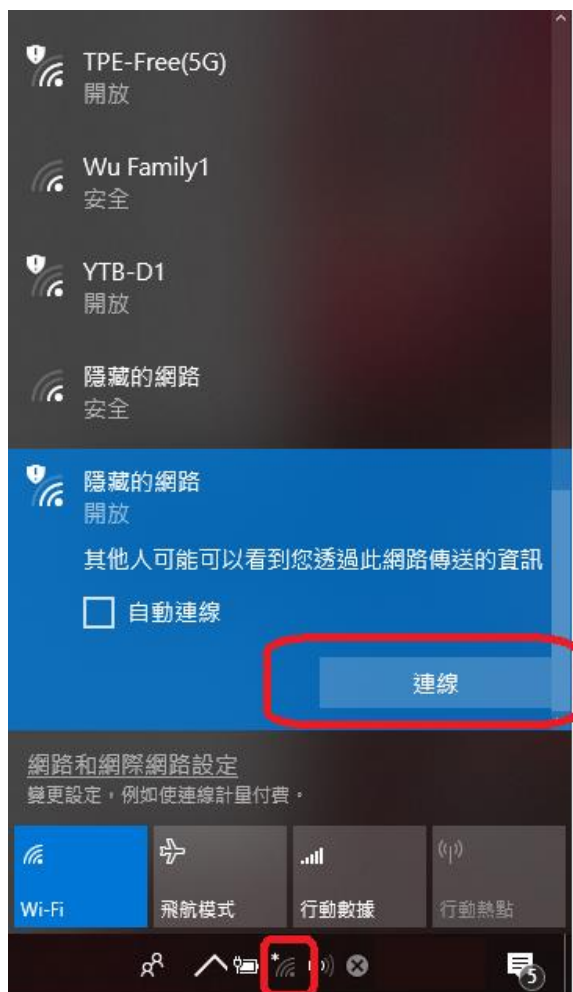 TPE-Free(5G)
開放
Wu Family1
安全
YTB-D1
開放
隱藏的網路
安全
隱藏的網路
開放
其他人可能可以看到您透過此網路傳送的資訊
自動連線
連線
網路和網際網路設定
變更設定，例如使連線計量付費。
Wi-Fi
飛航模式
行動數據
行動熱點
5